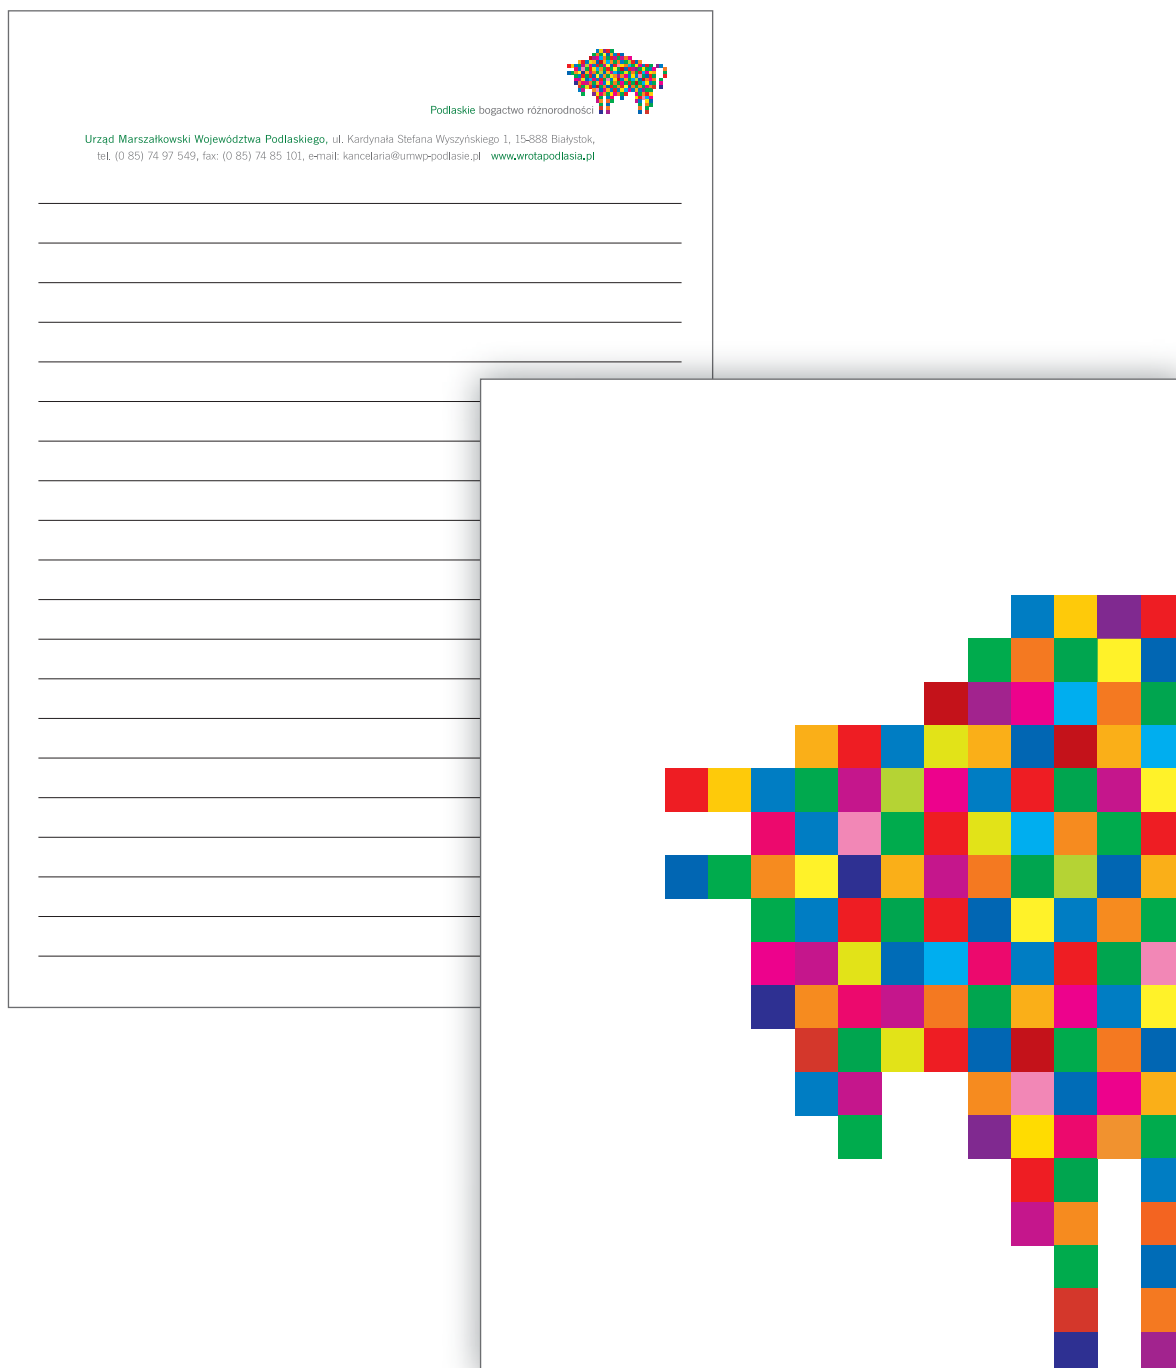 Podlaskie bogactwo różnorodności
Urząd Marszałkowski Województwa Podlaskiego, ul. Kardynała Stefana Wyszyńskiego 1, 15-888 Białystok,
tel. (0 85) 74 97 549, fax: (0 85) 74 85 101, e-mail: kancelaria@umwp-podlasie.pl www.wrotapodlasia.pl